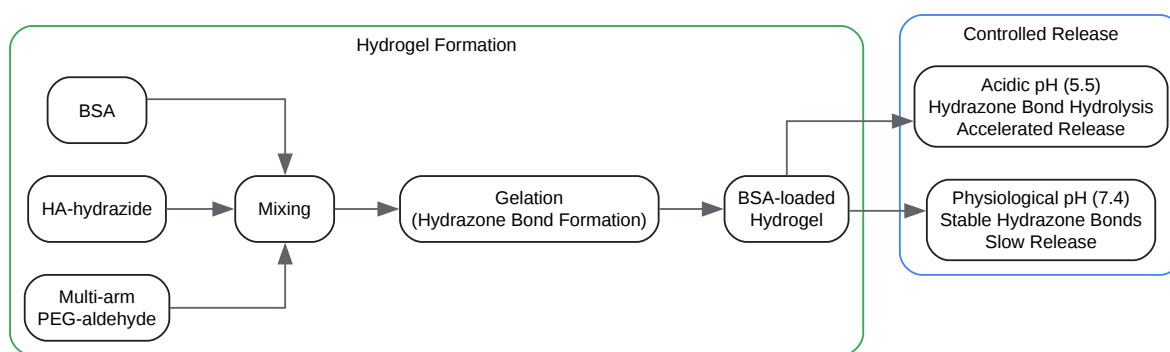 Hydrogel Formation
BSA
HA-hydrazide
Multi-arm
PEG-aldehyde
Mixing
Gelation
(Hydrazone Bond Formation)
BSA-loaded
Hydrogel
Controlled Release
Acidic pH (5.5)
Hydrazone Bond Hydrolysis
Accelerated Release
Physiological pH (7.4)
Stable Hydrazone Bonds
Slow Release